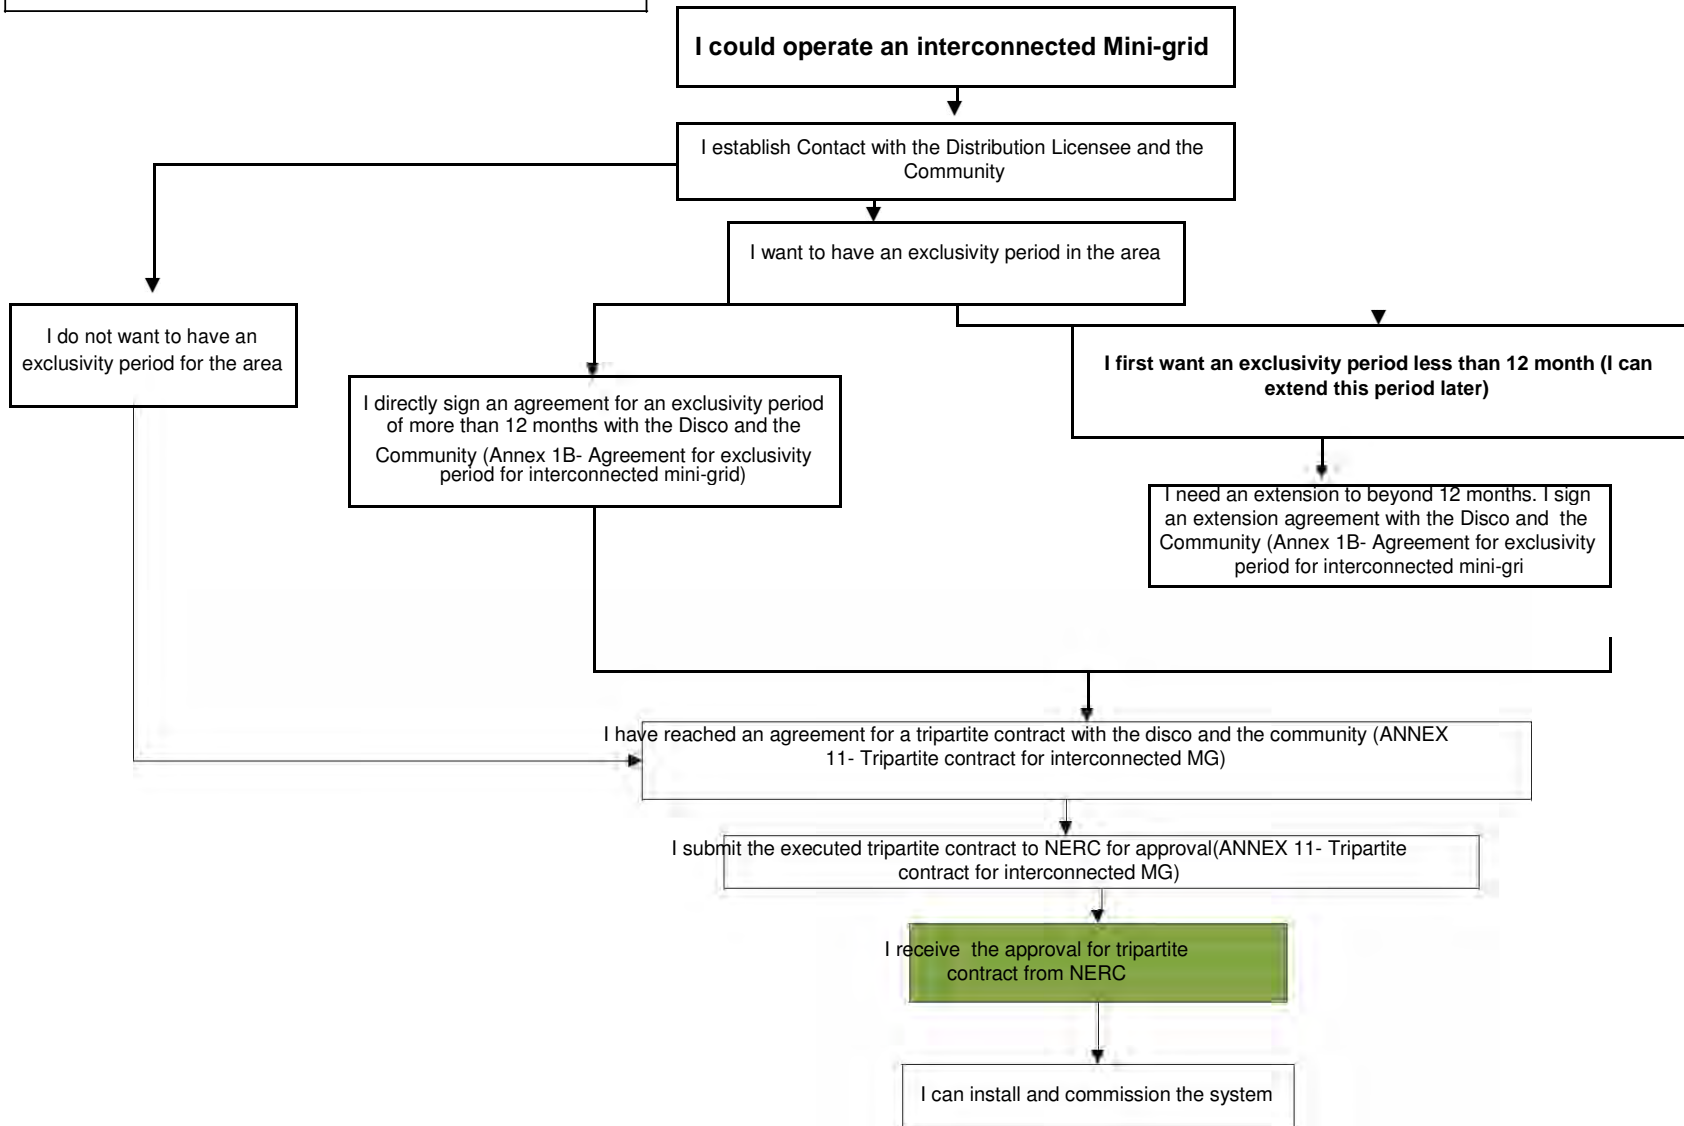 I could operate an interconnected Mini-grid
I establish Contact with the Distribution Licensee and the
Community
I want to have an exclusivity period in the area
I do not want to have an
exclusivity period for the area
I directly sign an agreement for an exclusivity period
of more than 12 months with the Disco and the
Community (Annex 1B- Agreement for exclusivity
period for interconnected mini-grid)
I first want an exclusivity period less than 12 month (I can
extend this period later)
I need an extension to beyond 12 months. I sign
an extension agreement with the Disco and the
Community (Annex 1B- Agreement for exclusivity
period for interconnected mini-gri
I have reached an agreement for a tripartite contract with the disco and the community (ANNEX
11- Tripartite contract for interconnected MG)
I submit the executed tripartite contract to NERC for approval(ANNEX 11- Tripartite
contract for interconnected MG)
I receive the approval for tripartite
contract from NERC
I can install and commission the system